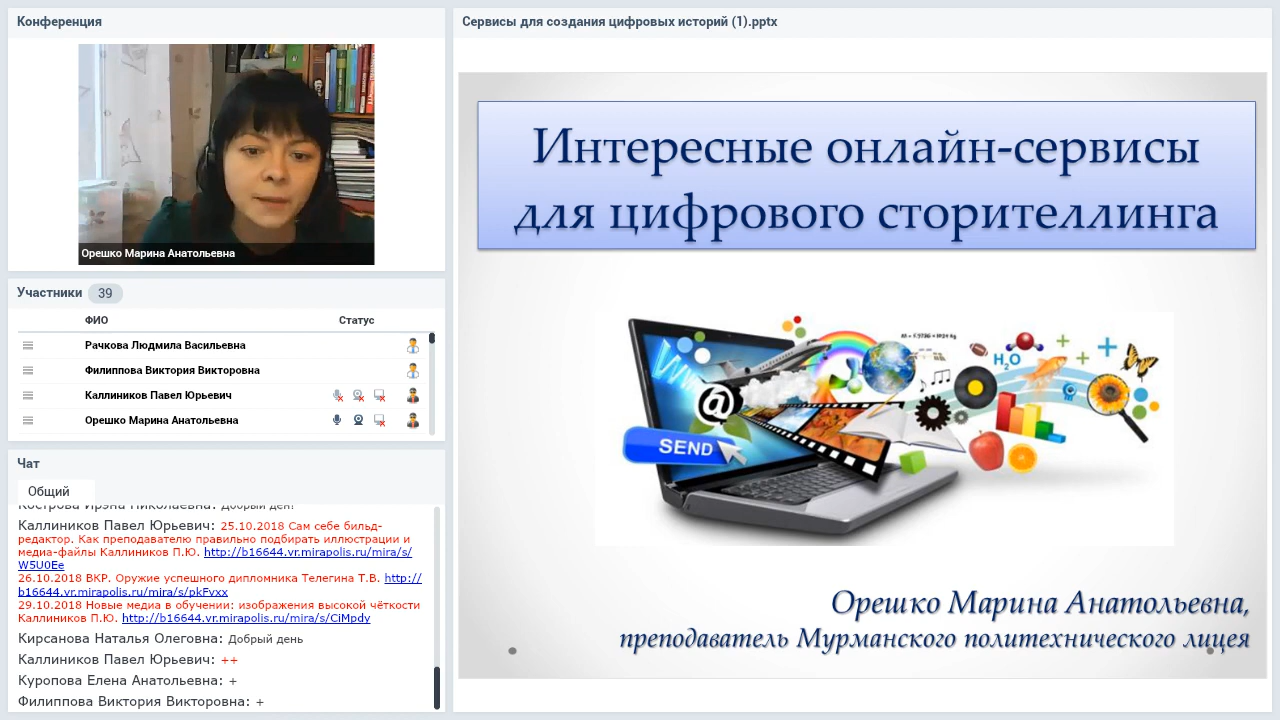 Конференция
Орешко Марина Анатольевна
Участники 39
ФИО Статус
Рачкова Людмила Васильевна
Филиппова Виктория Викторовна
Каллиников Павел Юрьевич
Орешко Марина Анатольевна
Чат
Общий
Кострова Ирэна Николаевна: Добрый день!
Каллиников Павел Юрьевич: 25.10.2018 Сам себе бильд-
редактор. Как преподавателю правильно подбирать иллюстрации и
медиа-файлы Каллиников П.Ю. http://b16644.vr.mirapolis.ru/mira/s/
W5U0Ee
26.10.2018 ВКР. Оружие успешного дипломника Телегина Т.В. http://
b16644.vr.mirapolis.ru/mira/s/pkFvxx
29.10.2018 Новые медиа в обучении: изображения высокой чёткости
Каллиников П.Ю. http://b16644.vr.mirapolis.ru/mira/s/CiMpdy
Кирсанова Наталья Олеговна: Добрый день
Каллиников Павел Юрьевич: ++
Куропова Елена Анатольевна: +
Филиппова Виктория Викторовна: +
Сервисы для создания цифровых историй (1).pptx
Интересные онлайн-сервисы
для цифрового сторителлинга
H2O
@
SEND
Орешко Марина Анатольевна,
преподаватель Мурманского политехнического лицея